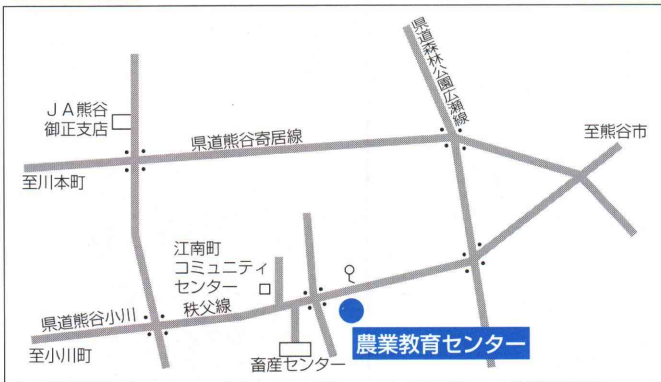 県道森林公園広瀬線
ＪＡ熊谷
御正支店
至熊谷市
県道熊谷寄居線
至川本町
江南町
コミュニティ
センター
県道熊谷小川
秩父線
至小川町
畜産センター
農業教育センター